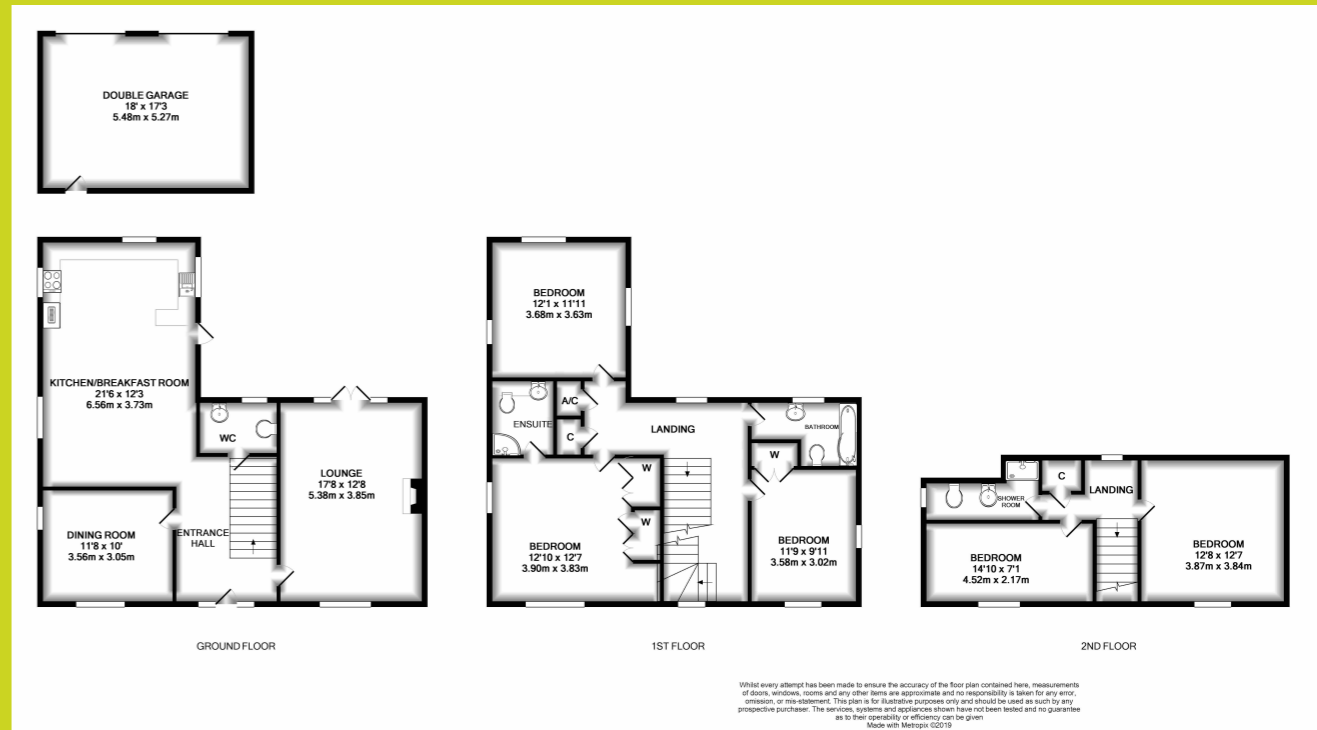 DOUBLE GARAGE
18' x 17'3
5.48m x 5.27m
KITCHEN/BREAKFAST ROOM
21'6 x 12'3
6.56m x 3.73m
WC
LOUNGE
17'8 x 12'8
5.38m x 3.85m
DINING ROOM
11'8 x 10'
3.56m x 3.05m
ENTRANCE
HALL
GROUND FLOOR
BEDROOM
12'1 x 11'11
3.68m x 3.63m
A/C
ENSUITE
C
LANDING
BATHROOM
W
W
W
BEDROOM
12'10 x 12'7
3.90m x 3.83m
BEDROOM
11'9 x 9'11
3.58m x 3.02m
1ST FLOOR
C
LANDING
SHOWER
ROOM
BEDROOM
14'10 x 7'1
4.52m x 2.17m
BEDROOM
12'8 x 12'7
3.87m x 3.84m
2ND FLOOR
Whilst every attempt has been made to ensure the accuracy of the floor plan contained here, measurements
of doors, windows, rooms and any other items are approximate and no responsibility is taken for any error,
omission, or mis-statement. This plan is for illustrative purposes only and should be used as such by any
prospective purchaser. The services, systems and appliances shown have not been tested and no guarantee
as to their operability or efficiency can be given
Made with Metropix ©2019